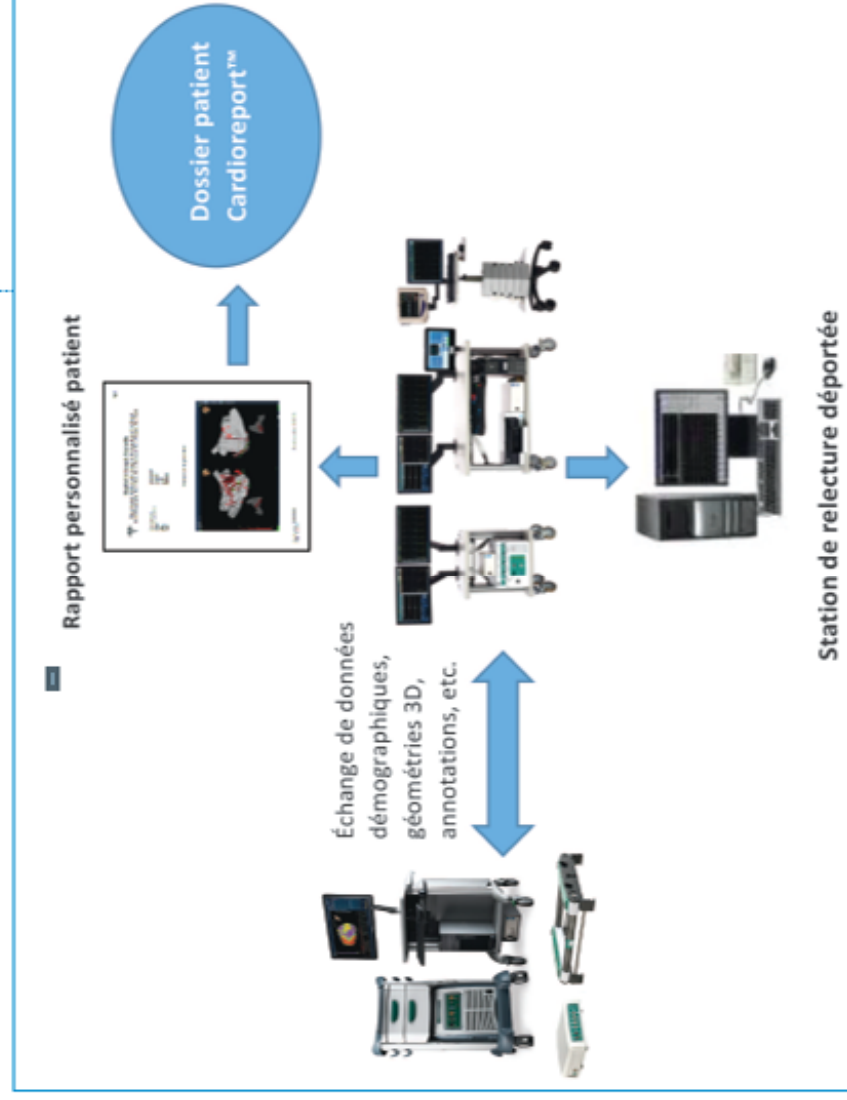 Rapport personnalisé patient
Dossier patient
Cardioreport™
Échange de données
démographiques,
géométries 3D,
annotations, etc.
Station de relecture déportée